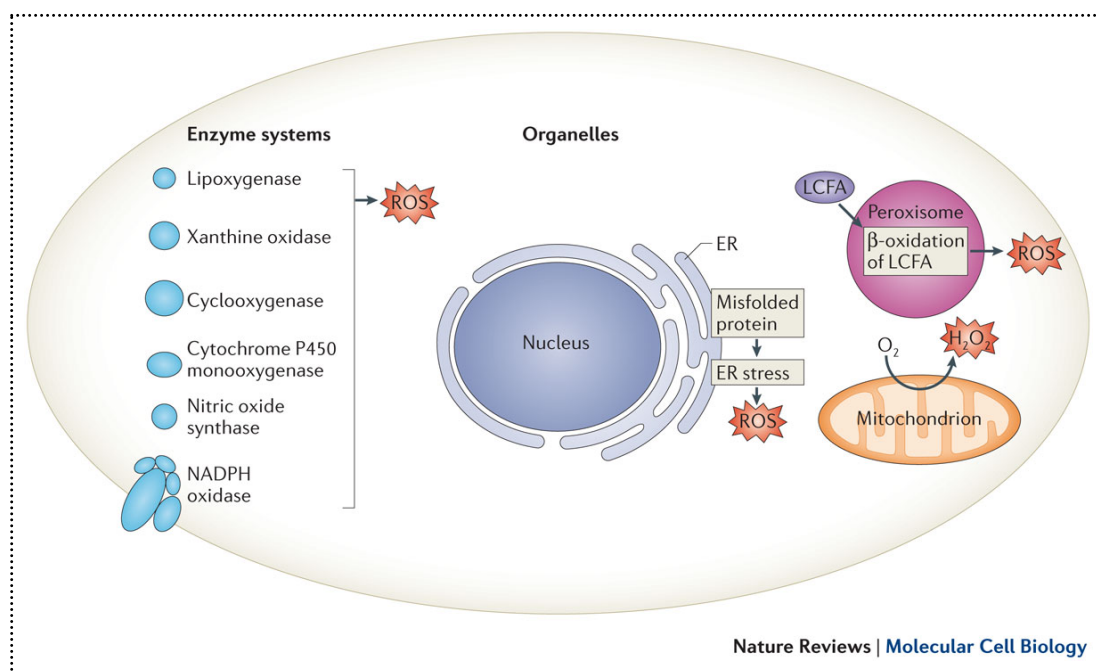 Enzyme systems
Lipoxygenase
Xanthine oxidase
Cyclooxygenase
Cytochrome P450
monooxygenase
Nitric oxide
synthase
NADPH
oxidase
ROS
Organelles
Nucleus
ER
Misfolded
protein
ER stress
ROS
LCFA
Peroxisome
β-oxidation
of LCFA
ROS
O₂
H₂O₂
Mitochondrion
Nature Reviews | Molecular Cell Biology